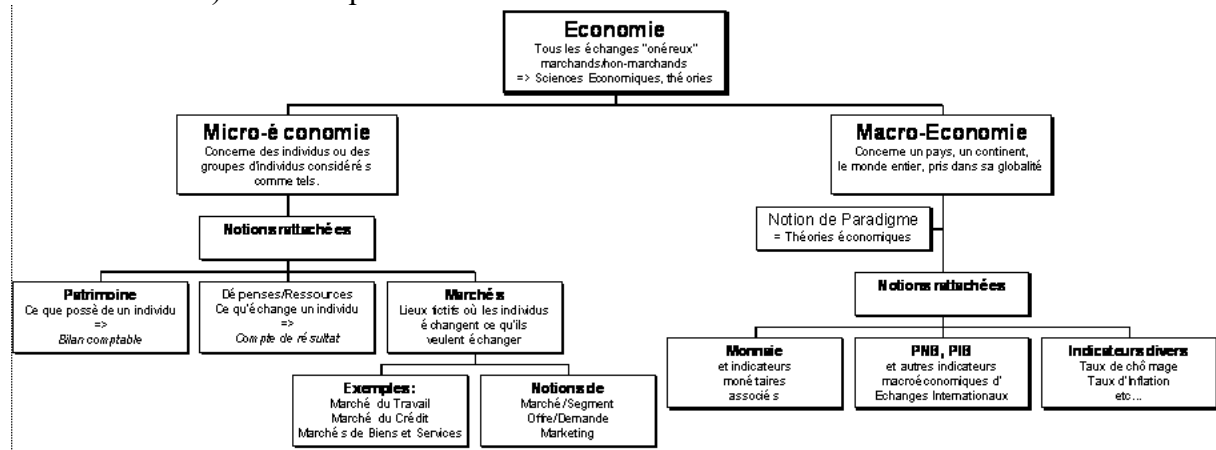 Economie
Tous les échanges "onéreux"
marchands/non-marchands
=> Sciences Economiques, théories
Micro-économie
Concerne des individus ou des
groupes d'individus considérés
comme tels.
Macro-Economie
Concerne un pays, un continent,
le monde entier, pris dans sa globalité
Notion de Paradigme
= Théories économiques
Notions rattachées
Notions rattachées
Patrimoine
Ce que possède un individu
=>
Bilan comptable
Dépenses/Ressources
Ce qu'échange un individu
=>
Compte de résultat
Marchés
Lieux fictifs où les individus
échangent ce qu'ils
veulent échanger
Monnaie
et indicateurs
monétaires
associés
PNB, PIB
et autres indicateurs
macroéconomiques d'
Echanges Internationaux
Indicateurs divers
Taux de chômage
Taux d'Inflation
etc...
Exemples:
Marché du Travail
Marché du Crédit
Marchés de Biens et Services
Notions de
Marché/Segment
Offre/Demande
Marketing